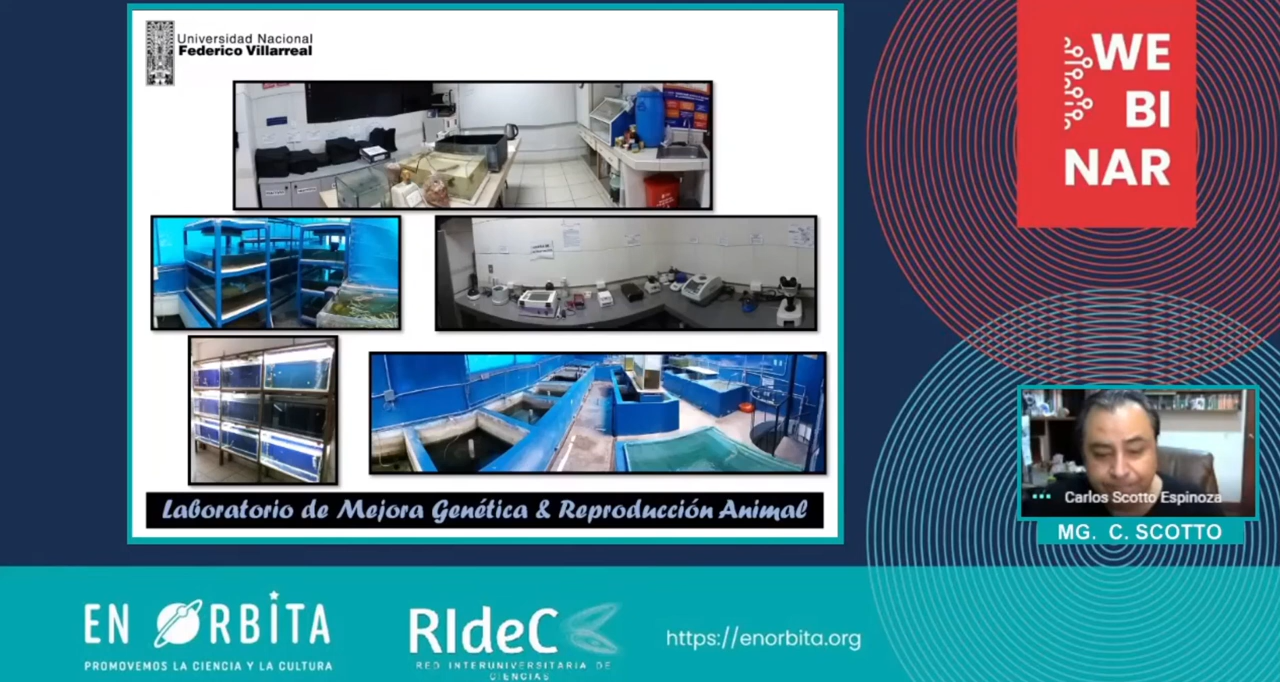 Universidad Nacional
Federico Villarreal
Laboratorio de Mejora Genética & Reproducción Animal
WE
BI
NAR
Carlos Scotto Espinoza
MG. C. SCOTTO
EN ORBITA
PROMOVEMOS LA CIENCIA Y LA CULTURA
RIdeC
RED INTERUNIVERSITARIA DE
CIENCIAS
https://enorbita.org